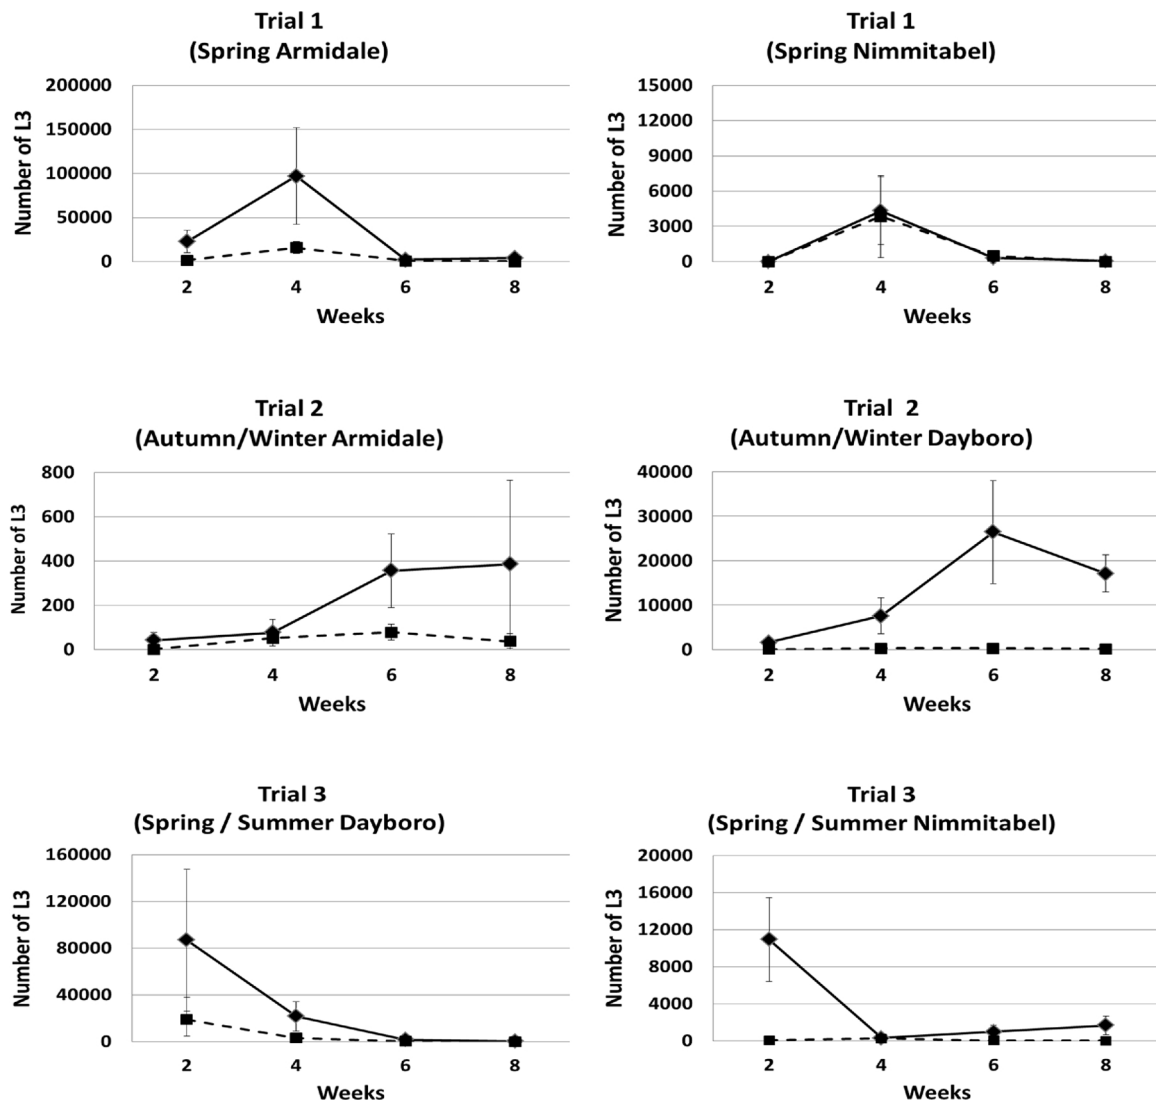 Trial 1
(Spring Armidale)
200000
150000
100000
50000
0
Number of L3
2 4 6 8
Weeks
Trial 1
(Spring Nimmitabel)
15000
12000
9000
6000
3000
0
Number of L3
2 4 6 8
Weeks
Trial 2
(Autumn/Winter Armidale)
800
600
400
200
0
Number of L3
2 4 6 8
Weeks
Trial 2
(Autumn/Winter Dayboro)
40000
30000
20000
10000
0
Number of L3
2 4 6 8
Weeks
Trial 3
(Spring / Summer Dayboro)
160000
120000
80000
40000
0
Number of L3
2 4 6 8
Weeks
Trial 3
(Spring / Summer Nimmitabel)
20000
16000
12000
8000
4000
0
Number of L3
2 4 6 8
Weeks